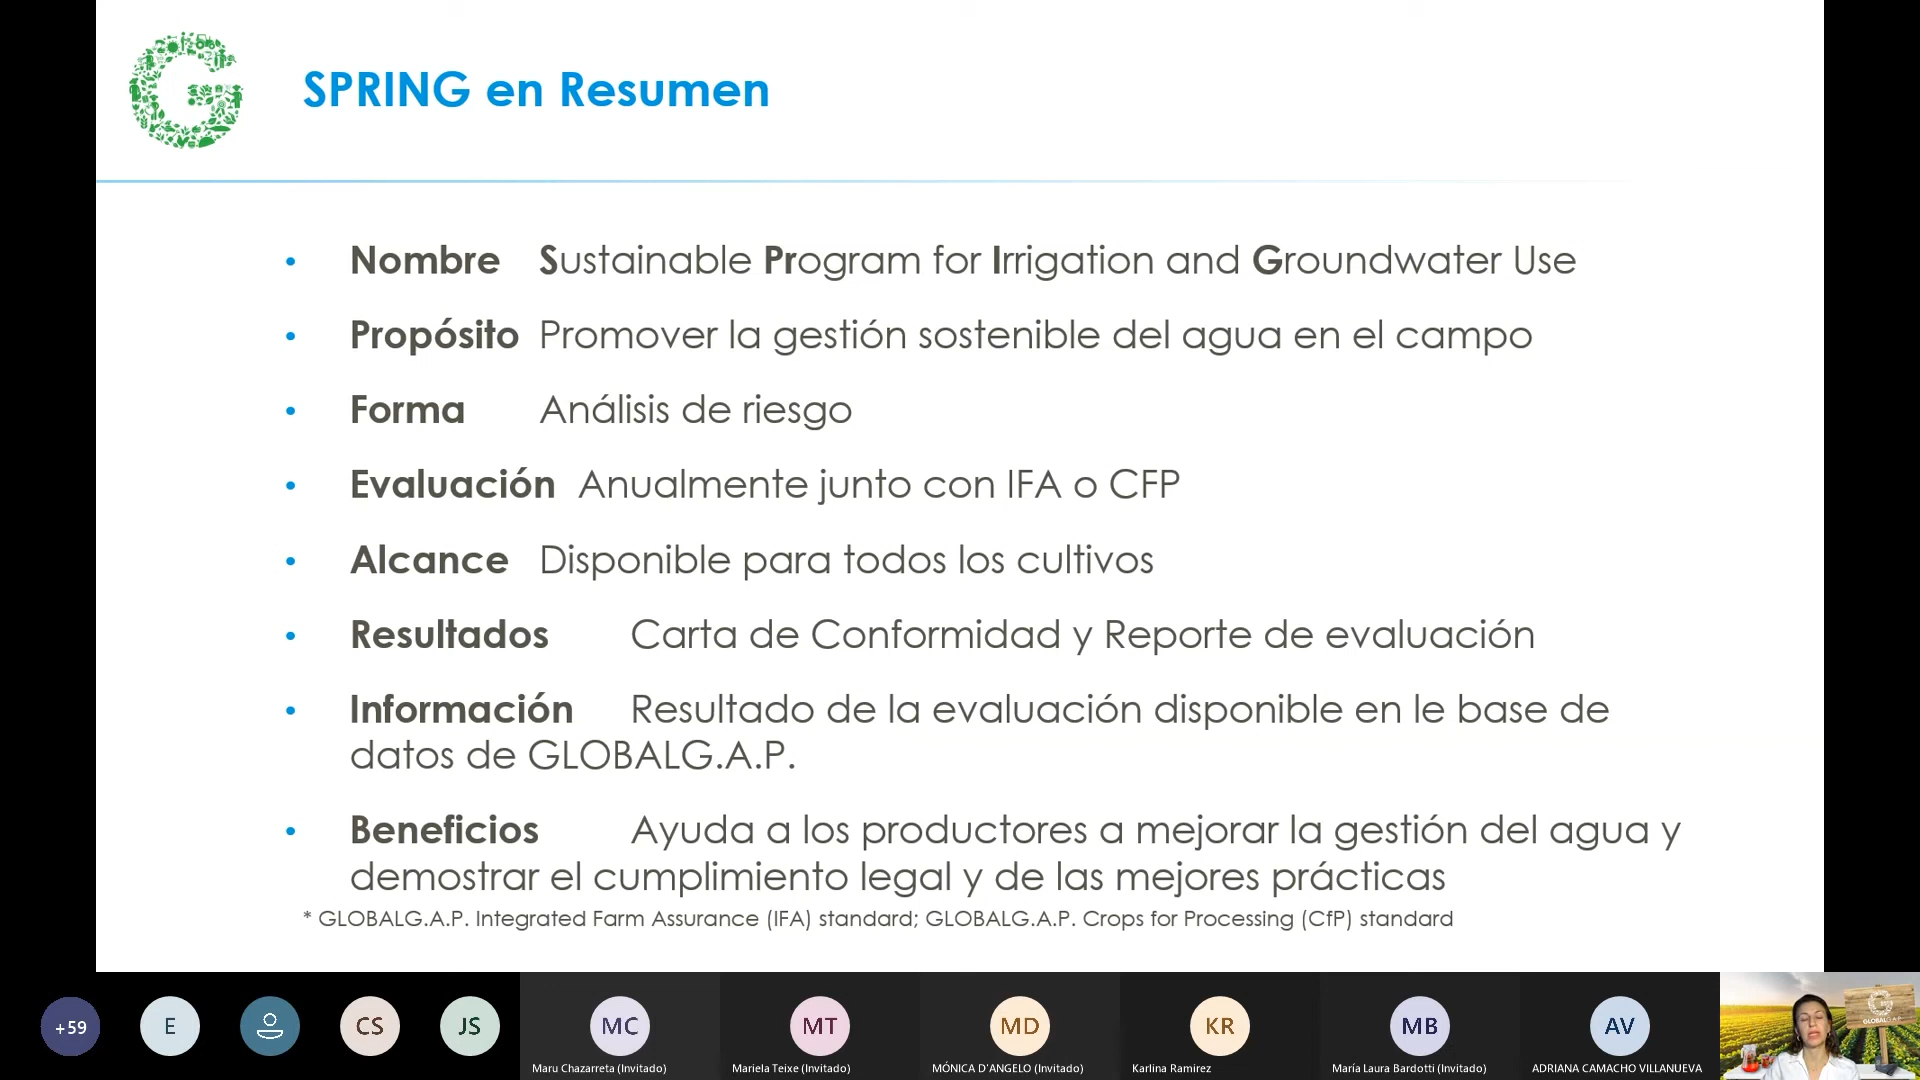 SPRING en Resumen
• Nombre Sustainable Program for Irrigation and Groundwater Use
• Propósito Promover la gestión sostenible del agua en el campo
• Forma Análisis de riesgo
• Evaluación Anualmente junto con IFA o CFP
• Alcance Disponible para todos los cultivos
• Resultados Carta de Conformidad y Reporte de evaluación
• Información Resultado de la evaluación disponible en le base de
datos de GLOBALG.A.P.
• Beneficios Ayuda a los productores a mejorar la gestión del agua y
demostrar el cumplimiento legal y de las mejores prácticas
* GLOBALG.A.P. Integrated Farm Assurance (IFA) standard; GLOBALG.A.P. Crops for Processing (CfP) standard
+59 E CS JS MC MT MD KR MB AV
Maru Chazarreta (Invitado) Mariela Teixe (Invitado) MÓNICA D'ANGELO (Invitado) Karlina Ramirez María Laura Bardotti (Invitado) ADRIANA CAMACHO VILLANUEVA